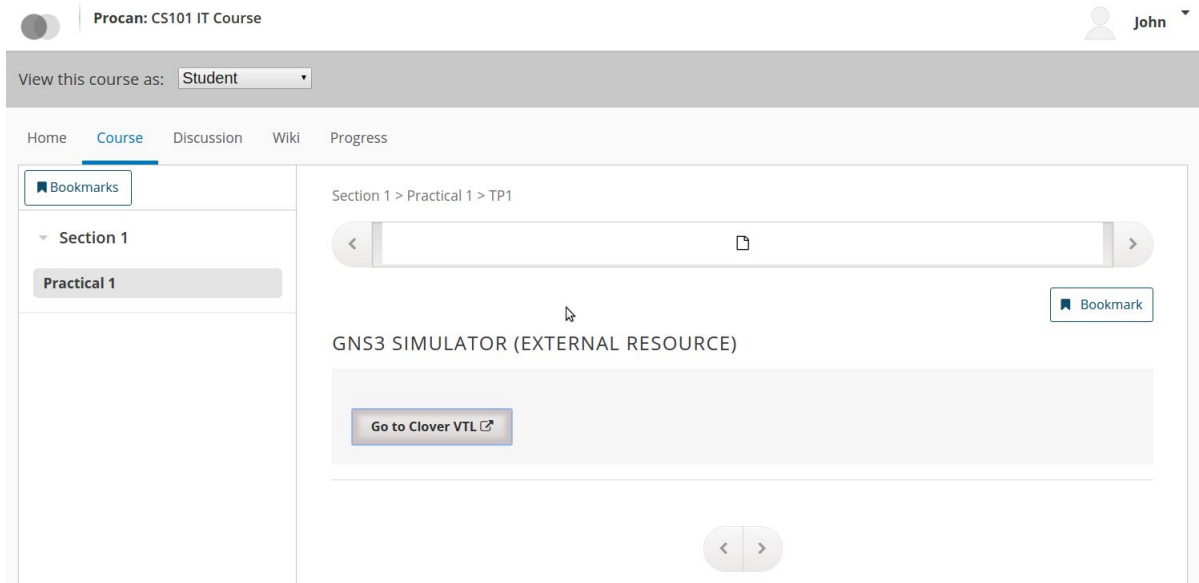 Procan: CS101 IT Course
John
View this course as: Student
Home Course Discussion Wiki Progress
Bookmarks
Section 1 > Practical 1 > TP1
Section 1
Practical 1
Bookmark
GNS3 SIMULATOR (EXTERNAL RESOURCE)
Go to Clover VTL